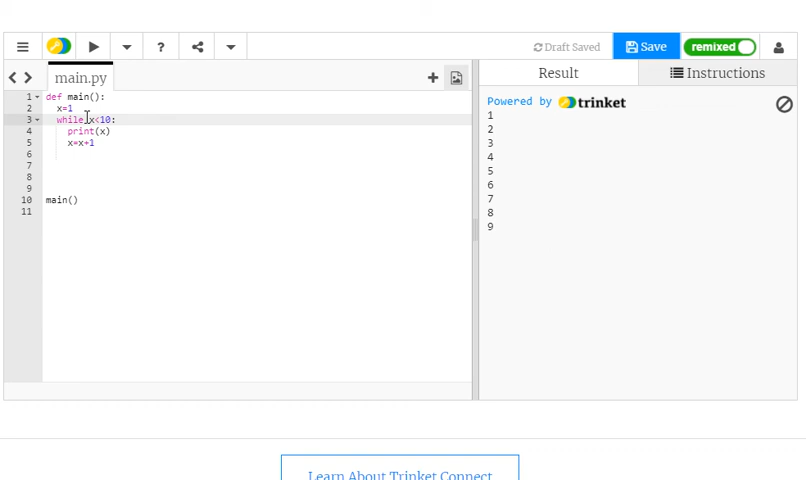 Draft Saved
Save
remixed
main.py
Result
Instructions
1 def main():
2 x=1
3 while x<10:
4 print(x)
5 x=x+1
6
7
8
9
10 main()
11
Powered by trinket
1
2
3
4
5
6
7
8
9
Learn About Trinket Connect